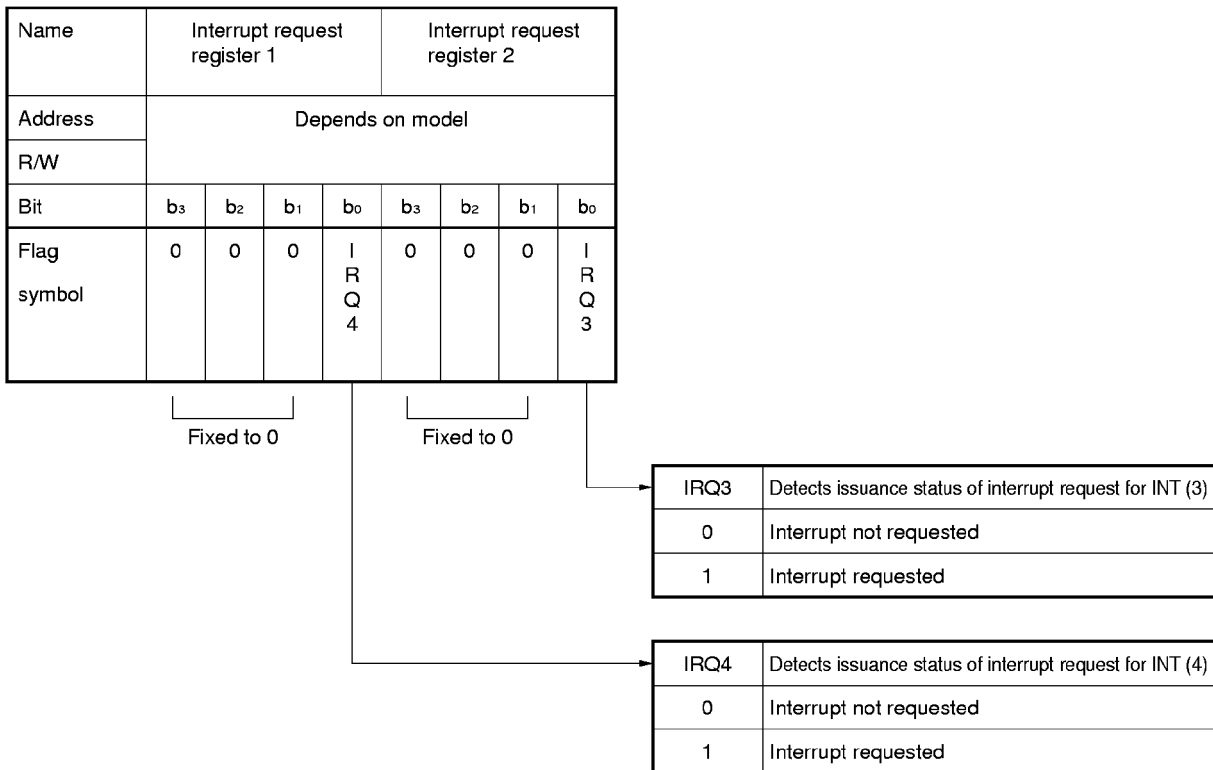 Name Interrupt request register 1 Interrupt request register 2
Address Depends on model
R/W
Bit b3 b2 b1 b0 b3 b2 b1 b0
Flag symbol 0 0 0 IRQ4 0 0 0 IRQ3
Fixed to 0 Fixed to 0
IRQ3 Detects issuance status of interrupt request for INT (3)
0 Interrupt not requested
1 Interrupt requested
IRQ4 Detects issuance status of interrupt request for INT (4)
0 Interrupt not requested
1 Interrupt requested